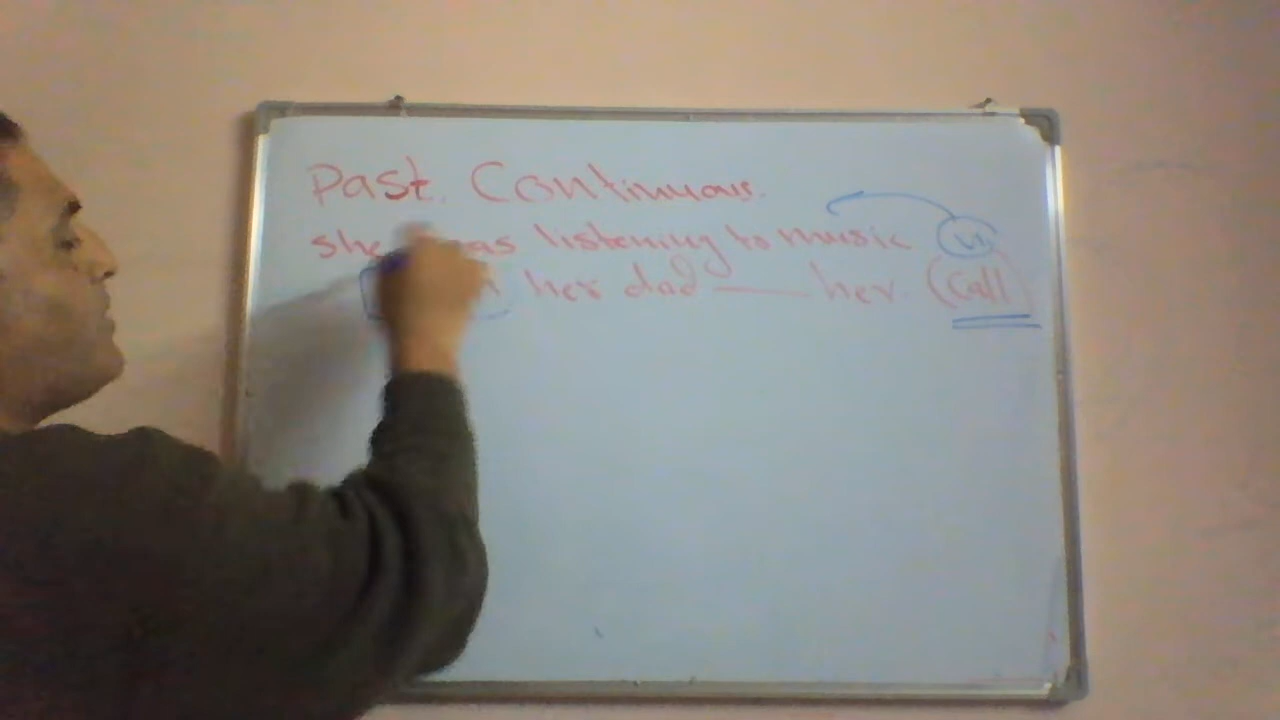 Past Continuous.
she was listening to music
her dad —— her (Call)